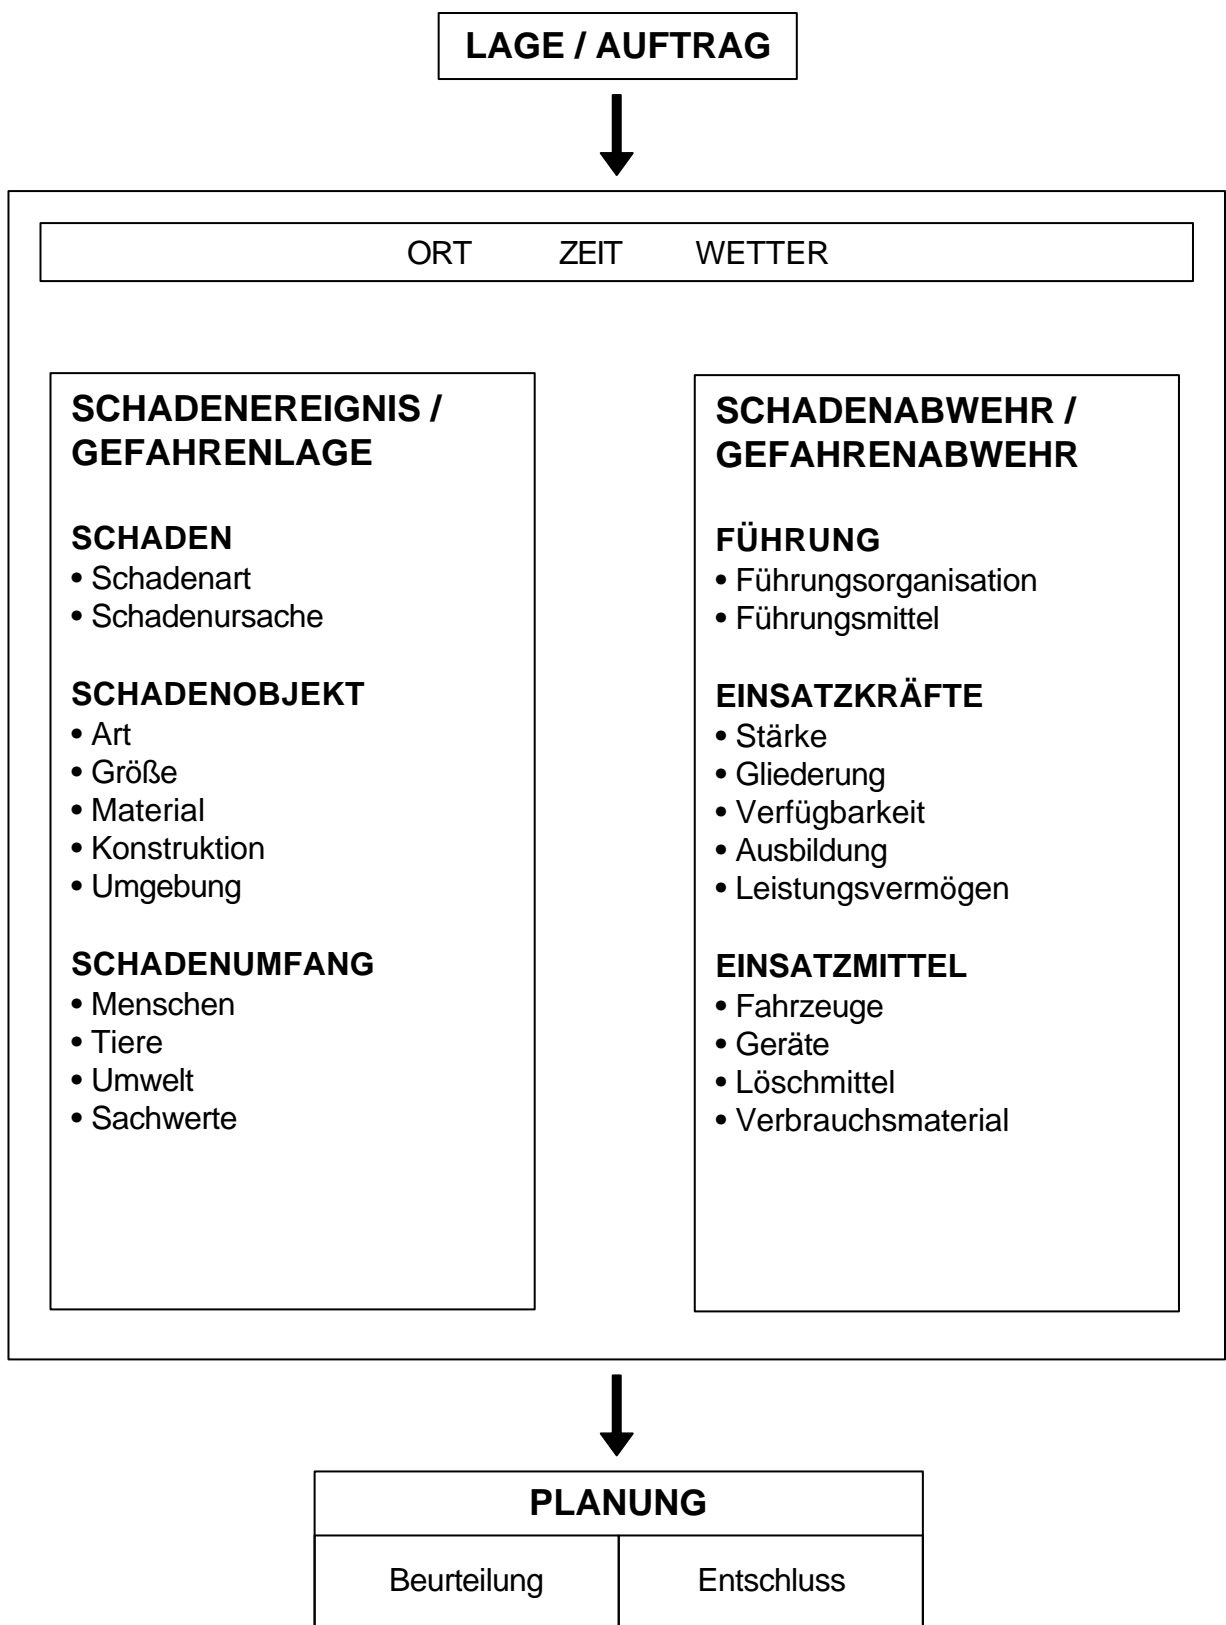 LAGE / AUFTRAG
ORT ZEIT WETTER
SCHADENEREIGNIS /
GEFAHRENLAGE
SCHADEN
• Schadenart
• Schadenursache
SCHADENOBJEKT
• Art
• Größe
• Material
• Konstruktion
• Umgebung
SCHADENUMFANG
• Menschen
• Tiere
• Umwelt
• Sachwerte
SCHADENABWEHR /
GEFAHRENABWEHR
FÜHRUNG
• Führungsorganisation
• Führungsmittel
EINSATZKRÄFTE
• Stärke
• Gliederung
• Verfügbarkeit
• Ausbildung
• Leistungsvermögen
EINSATZMITTEL
• Fahrzeuge
• Geräte
• Löschmittel
• Verbrauchsmaterial
PLANUNG
Beurteilung Entschluss